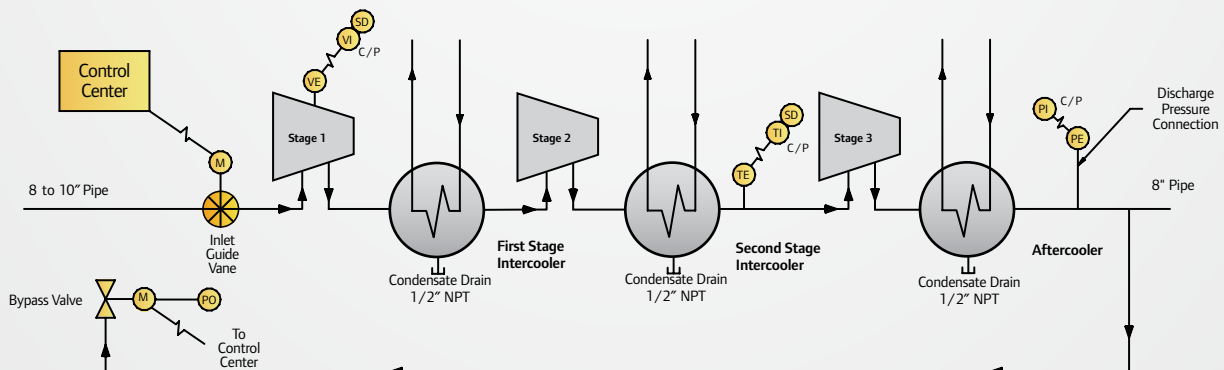 SD
VI
C/P
VE
Control
Center
M
Stage 1
Stage 2
Stage 3
SD
TI
C/P
TE
PI
C/P
PE
Discharge
Pressure
Connection
8 to 10″ Pipe
8" Pipe
Inlet
Guide
Vane
First Stage
Intercooler
Second Stage
Intercooler
Aftercooler
Condensate Drain
1/2″ NPT
Condensate Drain
1/2″ NPT
Condensate Drain
1/2″ NPT
Bypass Valve
M
PO
To
Control
Center